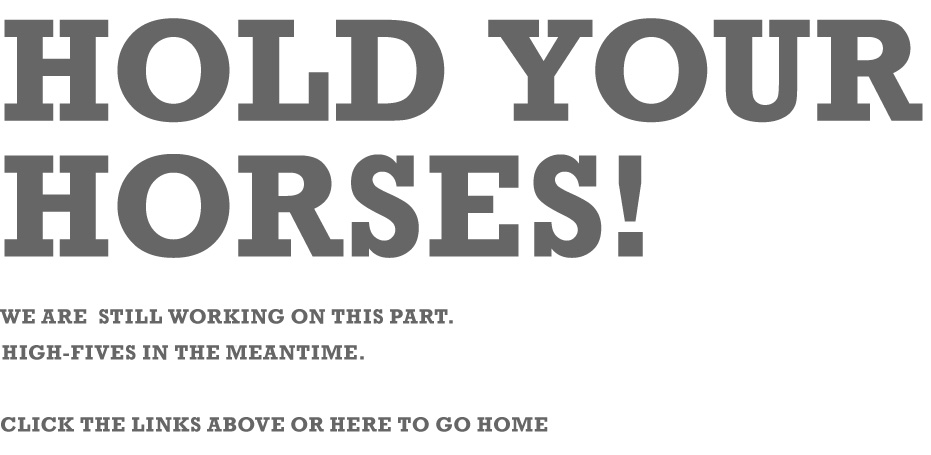 HOLD YOUR
HORSES!
WE ARE STILL WORKING ON THIS PART.
HIGH-FIVES IN THE MEANTIME.
CLICK THE LINKS ABOVE OR HERE TO GO HOME